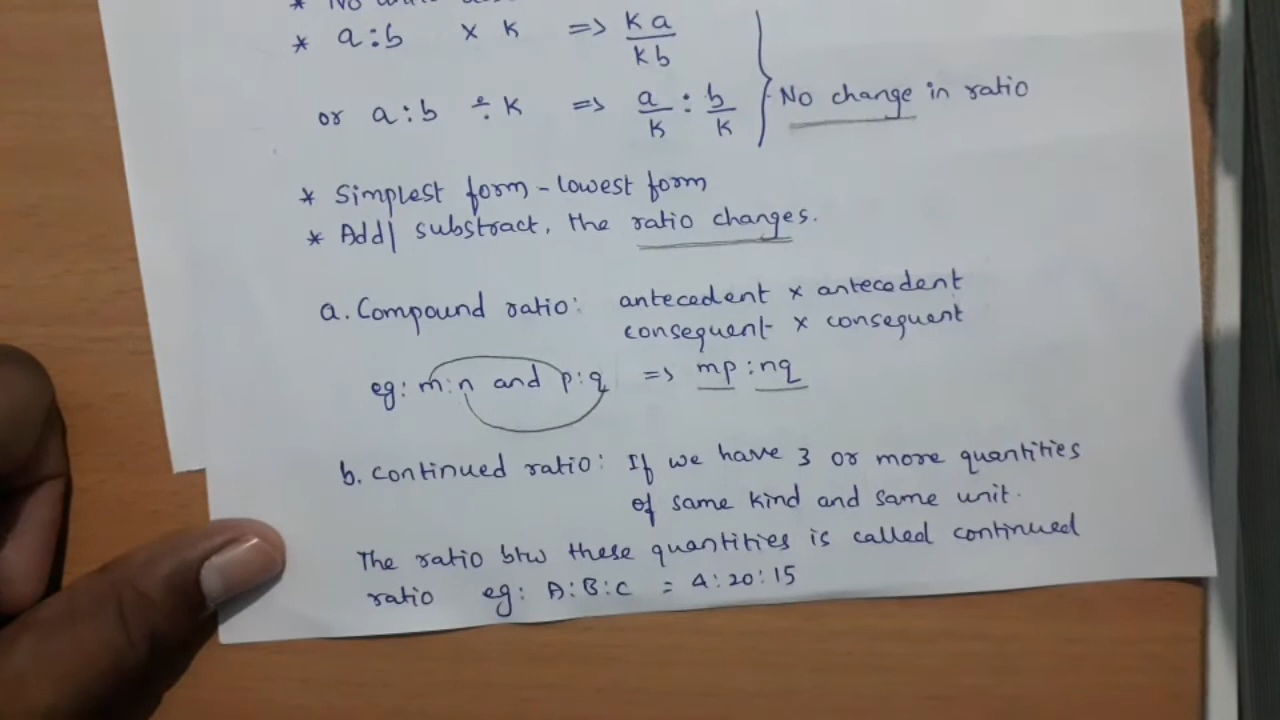 * No
* a:b × k => ka/kb
or a:b ÷ k => a/k : b/k } No change in ratio
* Simplest form - lowest form
* Add| substract, the ratio changes.
a. Compound ratio: antecedent × antecedent
consequent × consequent
eg: m:n and p:q => mp:nq
b. Continued ratio: If we have 3 or more quantities
of same kind and same unit.
The ratio btw these quantities is called continued
ratio eg: A:B:C = 4:20:15